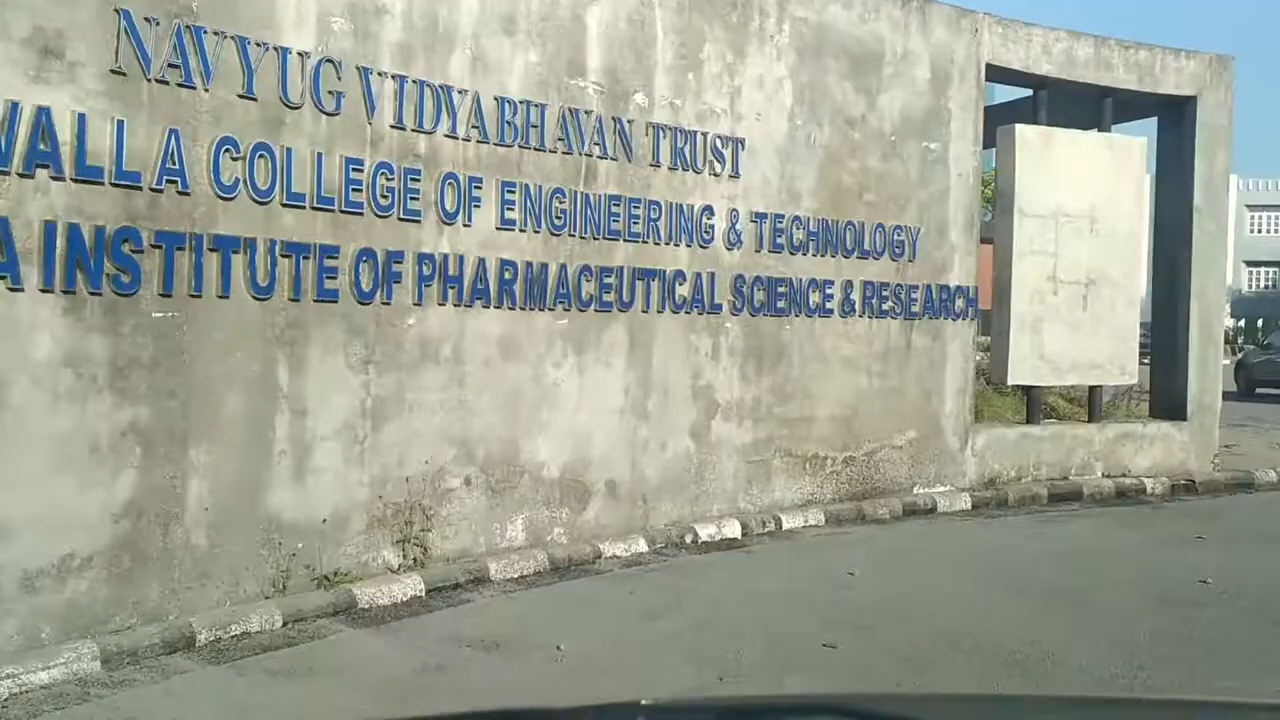 NAVYUG VIDYABHAVAN TRUST
WALLA COLLEGE OF ENGINEERING & TECHNOLOGY
A INSTITUTE OF PHARMACEUTICAL SCIENCE & RESEARCH